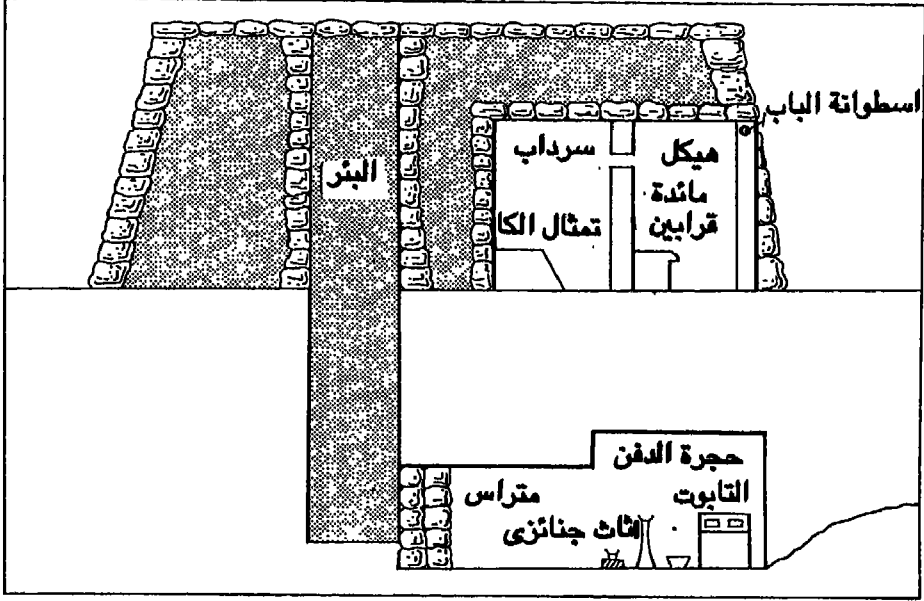 اسطوانة الباب
سرداب
هيكل
البئر
مائدة
تمثال الكا
قرابين
حجرة الدفن
متراس
التابوت
اثاث جنائزى